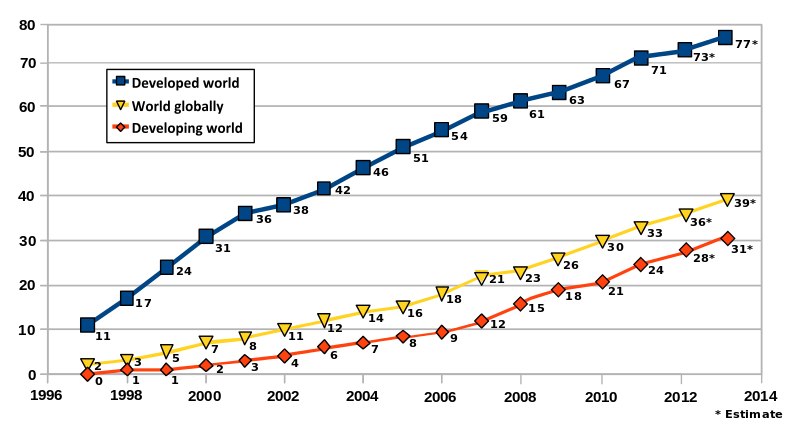 80
70
60
50
40
30
20
10
0
Developed world
World globally
Developing world
11 17 24 31 36 38 42 46 51 54 59 61 63 67 71 73* 77*
2 3 5 7 8 11 12 14 16 18 21 23 26 30 33 36* 39*
0 1 1 2 3 4 6 7 8 9 12 15 18 21 24 28* 31*
1996 1998 2000 2002 2004 2006 2008 2010 2012 2014
* Estimate